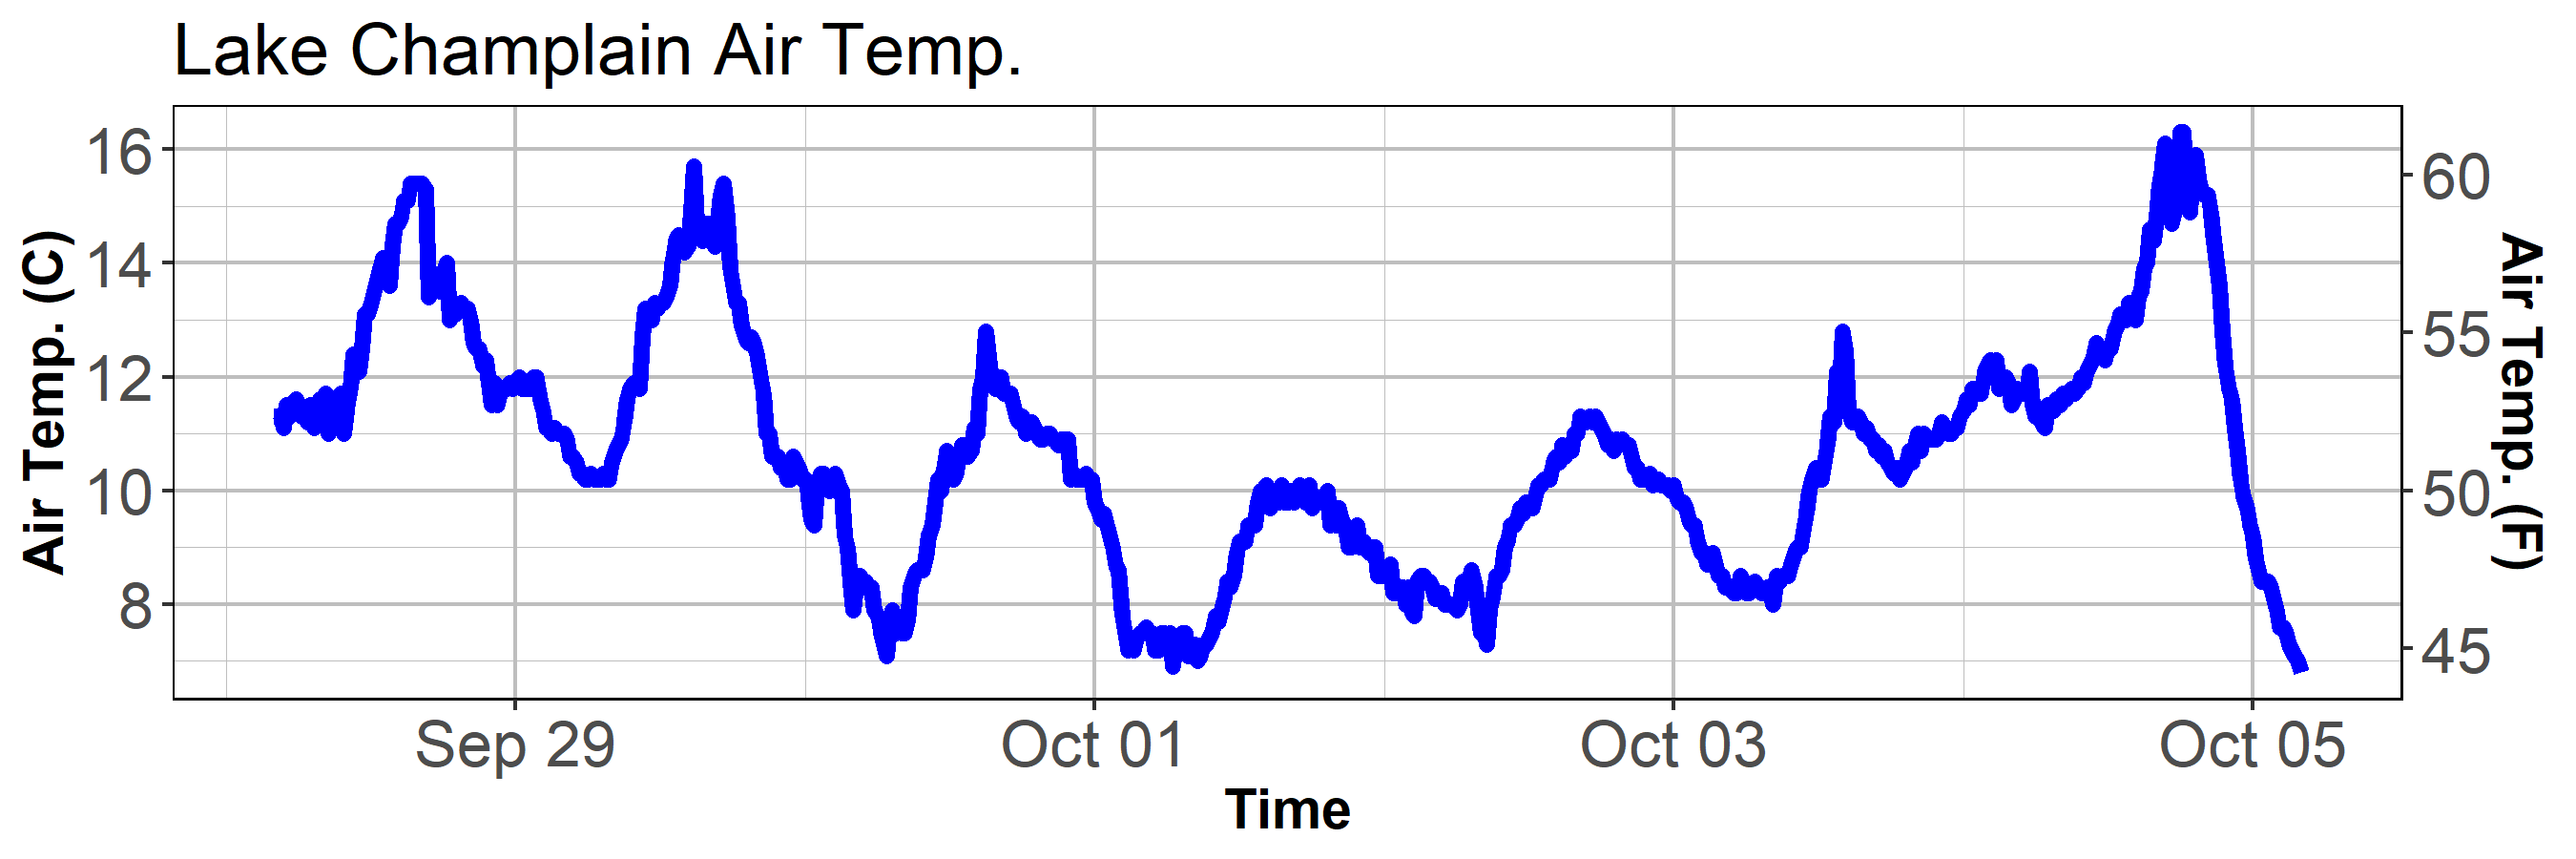 Lake Champlain Air Temp.
Air Temp. (C)
16
14
12
10
8
60
55
50
45
Air Temp. (F)
Sep 29
Oct 01
Oct 03
Oct 05
Time